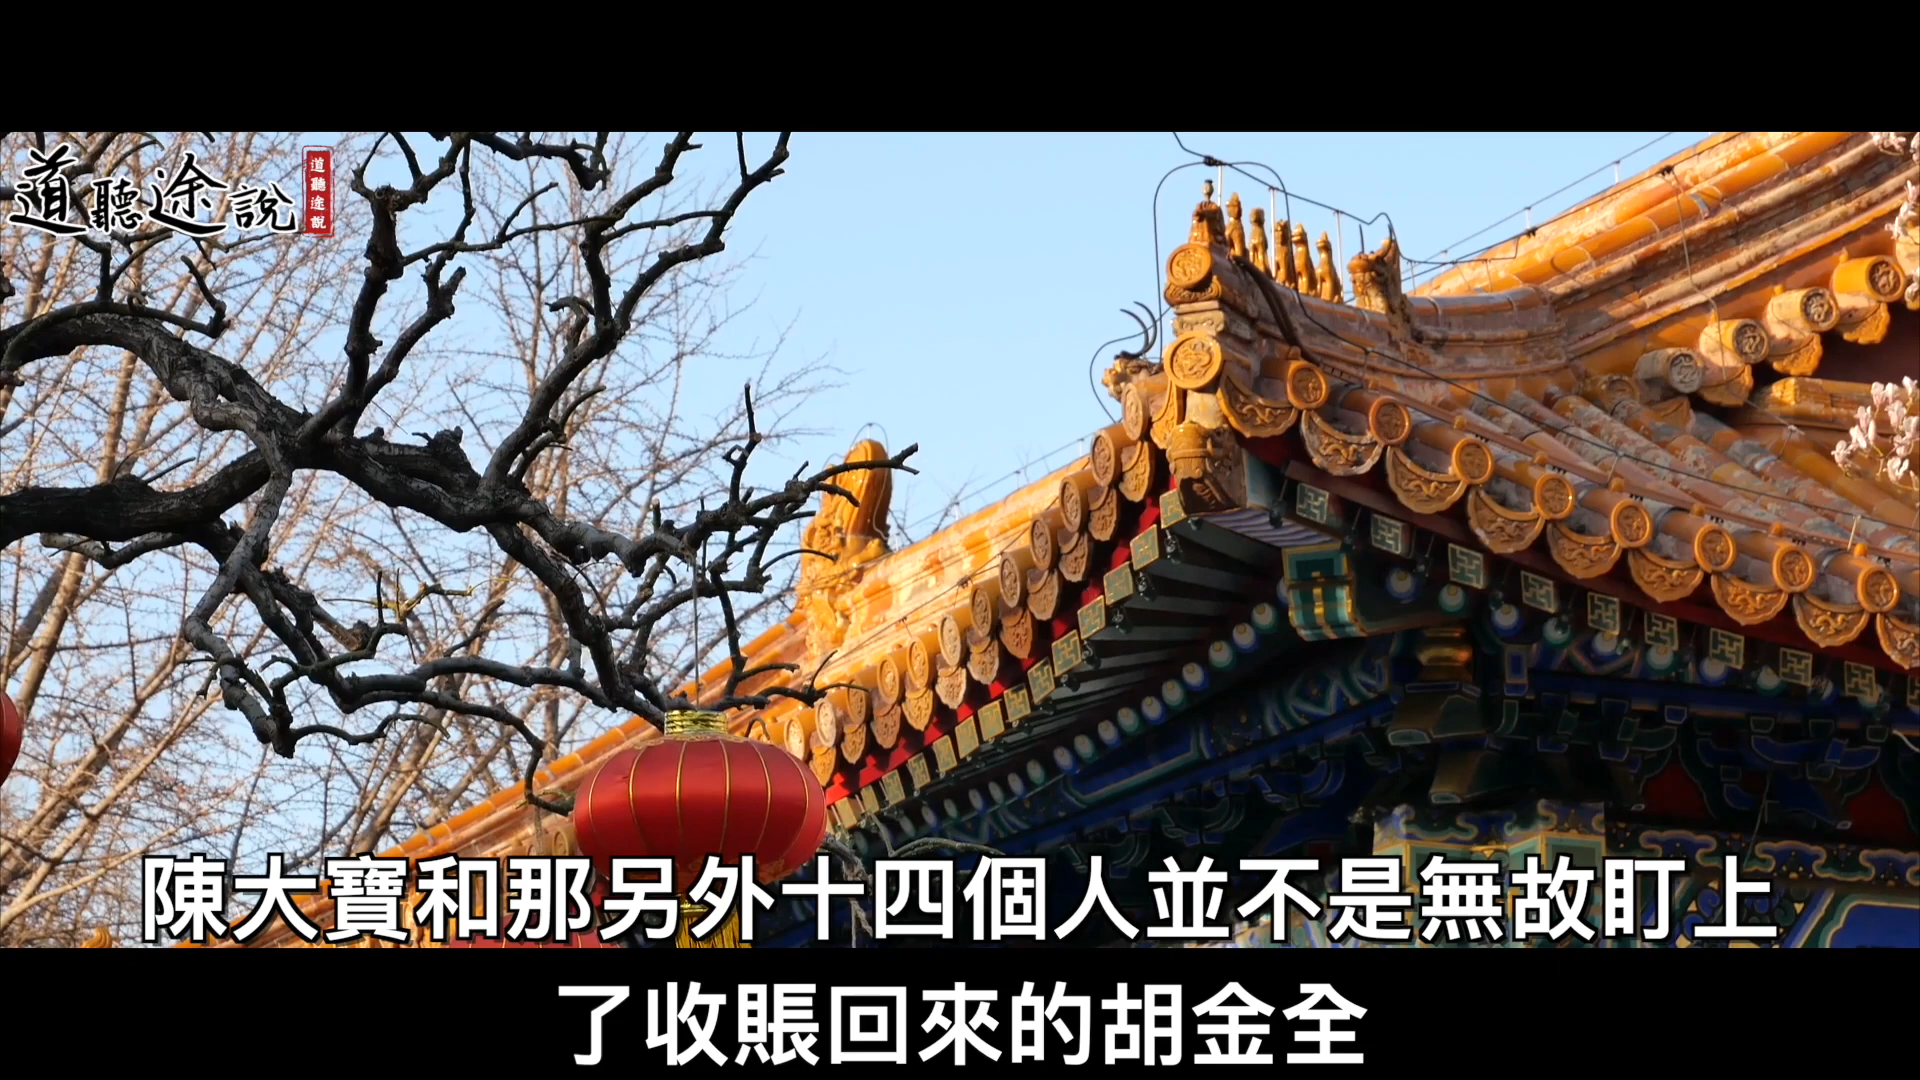 道聽途說
道聽途說
陳大寶和那另外十四個人並不是無故盯上
了收賬回來的胡金全